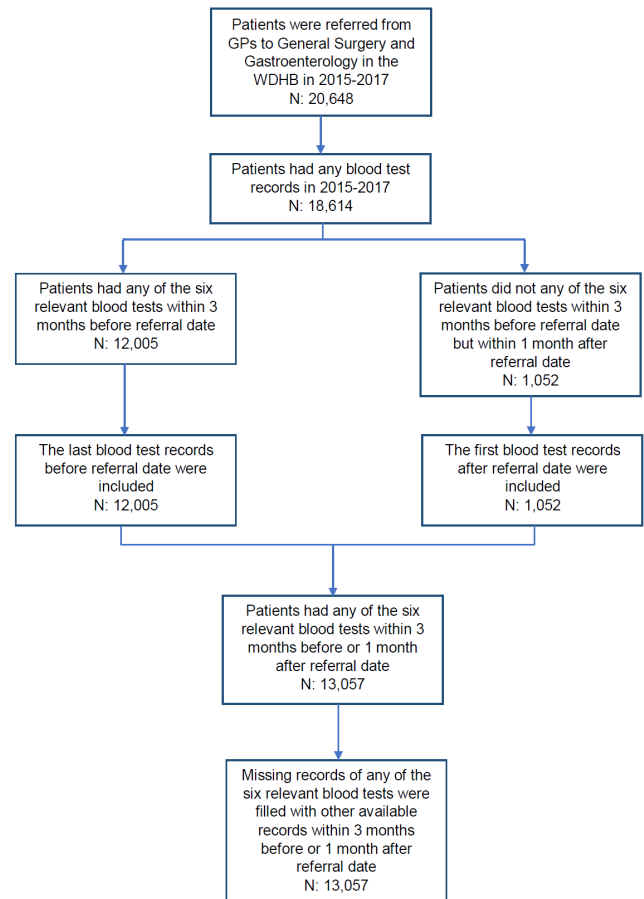 Patients were referred from
GPs to General Surgery and
Gastroenterology in the
WDHB in 2015-2017
N: 20,648
Patients had any blood test
records in 2015-2017
N: 18,614
Patients had any of the six
relevant blood tests within 3
months before referral date
N: 12,005
Patients did not any of the six
relevant blood tests within 3
months before referral date
but within 1 month after
referral date
N: 1,052
The last blood test records
before referral date were
included
N: 12,005
The first blood test records
after referral date were
included
N: 1,052
Patients had any of the six
relevant blood tests within 3
months before or 1 month
after referral date
N: 13,057
Missing records of any of the
six relevant blood tests were
filled with other available
records within 3 months
before or 1 month after
referral date
N: 13,057